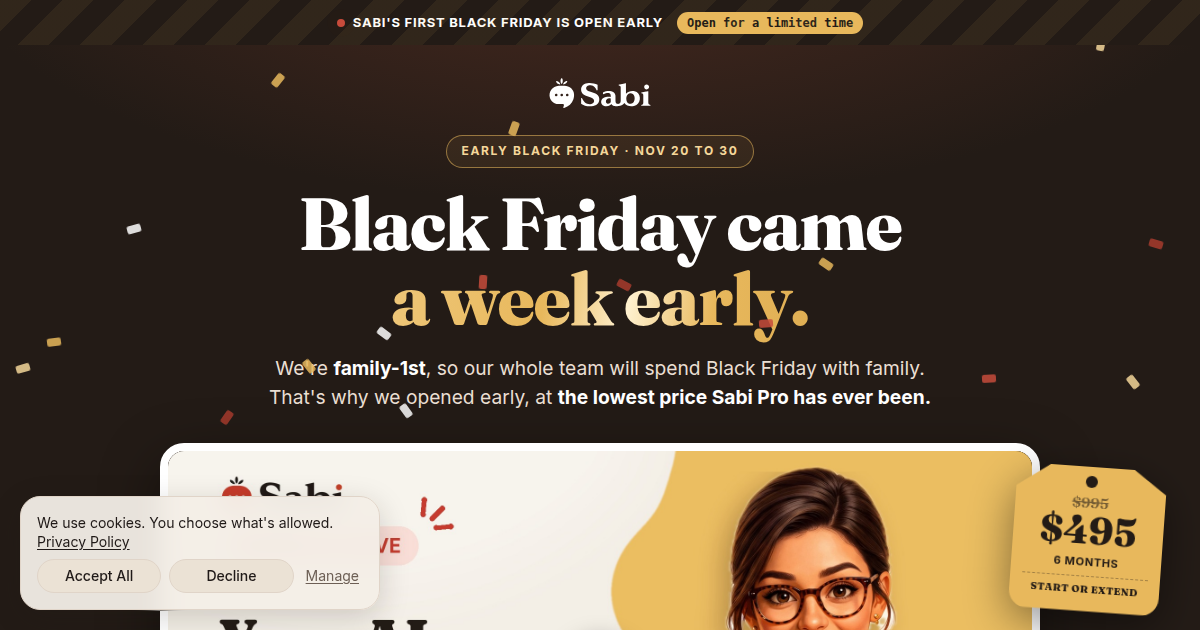 SABI'S FIRST BLACK FRIDAY IS OPEN EARLY
Open for a limited time
Sabi
EARLY BLACK FRIDAY · NOV 20 TO 30
Black Friday came
a week early.
We're family-1st, so our whole team will spend Black Friday with family.
That's why we opened early, at the lowest price Sabi Pro has ever been.
Sabi
$995
$495
6 MONTHS
START OR EXTEND
We use cookies. You choose what's allowed.
Privacy Policy
Accept All
Decline
Manage